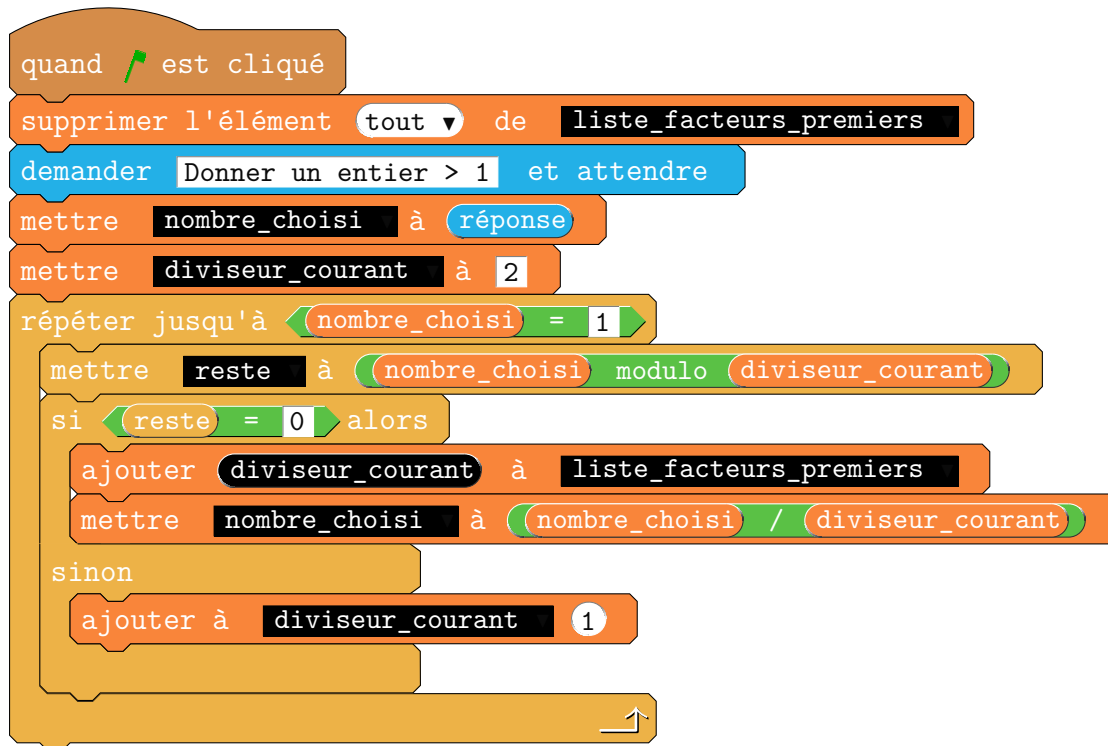 quand est cliqué
supprimer l'élément tout ▼ de liste_facteurs_premiers ▼
demander Donner un entier > 1 et attendre
mettre nombre_choisi ▼ à réponse
mettre diviseur_courant ▼ à 2
répéter jusqu'à nombre_choisi = 1
mettre reste ▼ à nombre_choisi modulo diviseur_courant
si reste = 0 alors
ajouter diviseur_courant à liste_facteurs_premiers ▼
mettre nombre_choisi ▼ à nombre_choisi / diviseur_courant
sinon
ajouter à diviseur_courant ▼ 1